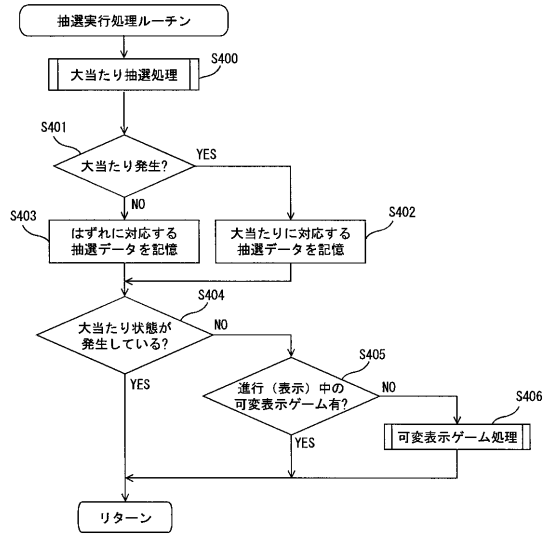 抽選実行処理ルーチン
S400
大当たり抽選処理
S401
大当たり発生?
YES
NO
S403
はずれに対応する
抽選データを記憶
S402
大当たりに対応する
抽選データを記憶
S404
大当たり状態が
発生している?
NO
YES
S405
進行(表示)中の
可変表示ゲーム有?
NO
YES
S406
可変表示ゲーム処理
リターン